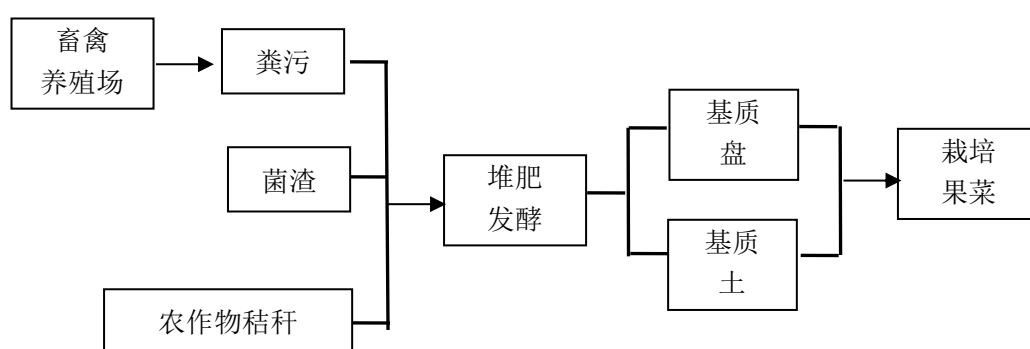 畜禽
养殖场
粪污
菌渣
农作物秸秆
堆肥
发酵
基质
盘
基质
土
栽培
果菜